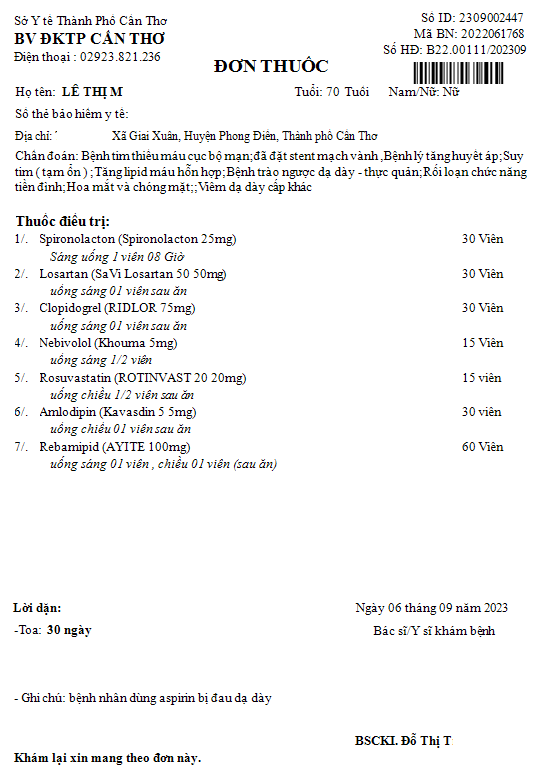 Sở Y tế Thành Phố Cần Thơ
BV ĐKTP CẦN THƠ
Điện thoại : 02923.821.236
Số ID: 2309002447
Mã BN: 2022061768
Số HĐ: B22.00111/202309
ĐƠN THUỐC
Họ tên: LÊ THỊ M Tuổi: 70 Tuổi Nam/Nữ: Nữ
Số thẻ bảo hiểm y tế:
Địa chỉ: ' Xã Giai Xuân, Huyện Phong Điền, Thành phố Cần Thơ
Chẩn đoán: Bệnh tim thiếu máu cục bộ mạn;đã đặt stent mạch vành ,Bệnh lý tăng huyết áp;Suy
tim ( tạm ổn ) ;Tăng lipid máu hỗn hợp;Bệnh trào ngược dạ dày - thực quản;Rối loạn chức năng
tiền đình;Hoa mắt và chóng mặt;;Viêm dạ dày cấp khác
Thuốc điều trị:
1/. Spironolacton (Spironolacton 25mg) 30 Viên
Sáng uống 1 viên 08 Giờ
2/. Losartan (SaVi Losartan 50 50mg) 30 Viên
uống sáng 01 viên sau ăn
3/. Clopidogrel (RIDLOR 75mg) 30 Viên
uống sáng 01 viên sau ăn
4/. Nebivolol (Khouma 5mg) 15 Viên
uống sáng 1/2 viên
5/. Rosuvastatin (ROTINVAST 20 20mg) 15 viên
uống chiều 1/2 viên sau ăn
6/. Amlodipin (Kavasdin 5 5mg) 30 viên
uống chiều 01 viên sau ăn
7/. Rebamipid (AYITE 100mg) 60 Viên
uống sáng 01 viên , chiều 01 viên (sau ăn)
Lời dặn: Ngày 06 tháng 09 năm 2023
-Toa: 30 ngày Bác sĩ/Y sĩ khám bệnh
- Ghi chú: bệnh nhân dùng aspirin bị đau dạ dày
BSCKI. Đỗ Thị T
Khám lại xin mang theo đơn này.